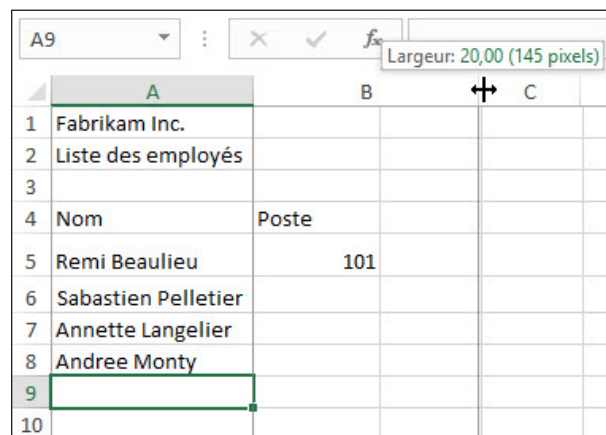 A9 fx
Largeur: 20,00 (145 pixels)
A B C
1 Fabrikam Inc.
2 Liste des employés
3
4 Nom Poste
5 Remi Beaulieu 101
6 Sabastien Pelletier
7 Annette Langelier
8 Andree Monty
9
10